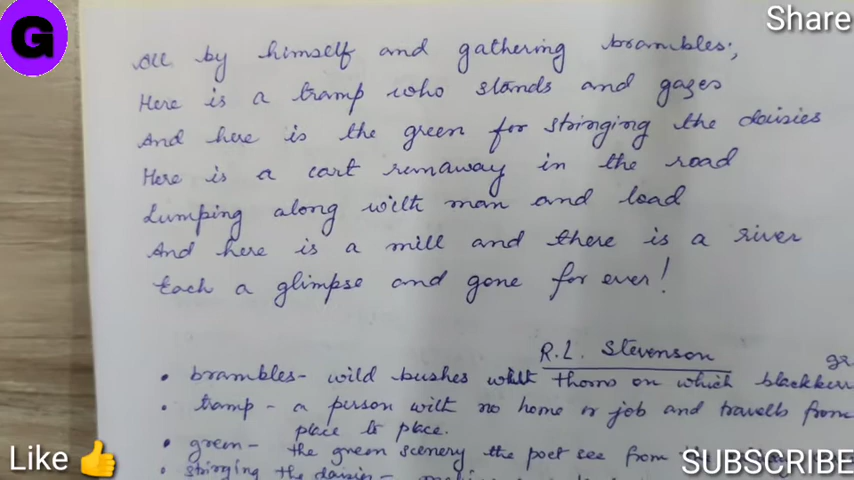 G
Share
All by himself and gathering brambles;,
Here is a tramp who stands and gazes
And here is the green for stringing the daisies
Here is a cart runaway in the road
Lumping along with man and load
And here is a mill and there is a river
Each a glimpse and gone for ever!
R.L. Stevenson
• brambles- wild bushes with thorns on which
• tramp - a person with no home or job and travells from
place to place.
• green- the green scenery the poet see from
• stringing the daisies -
Like
SUBSCRIBE